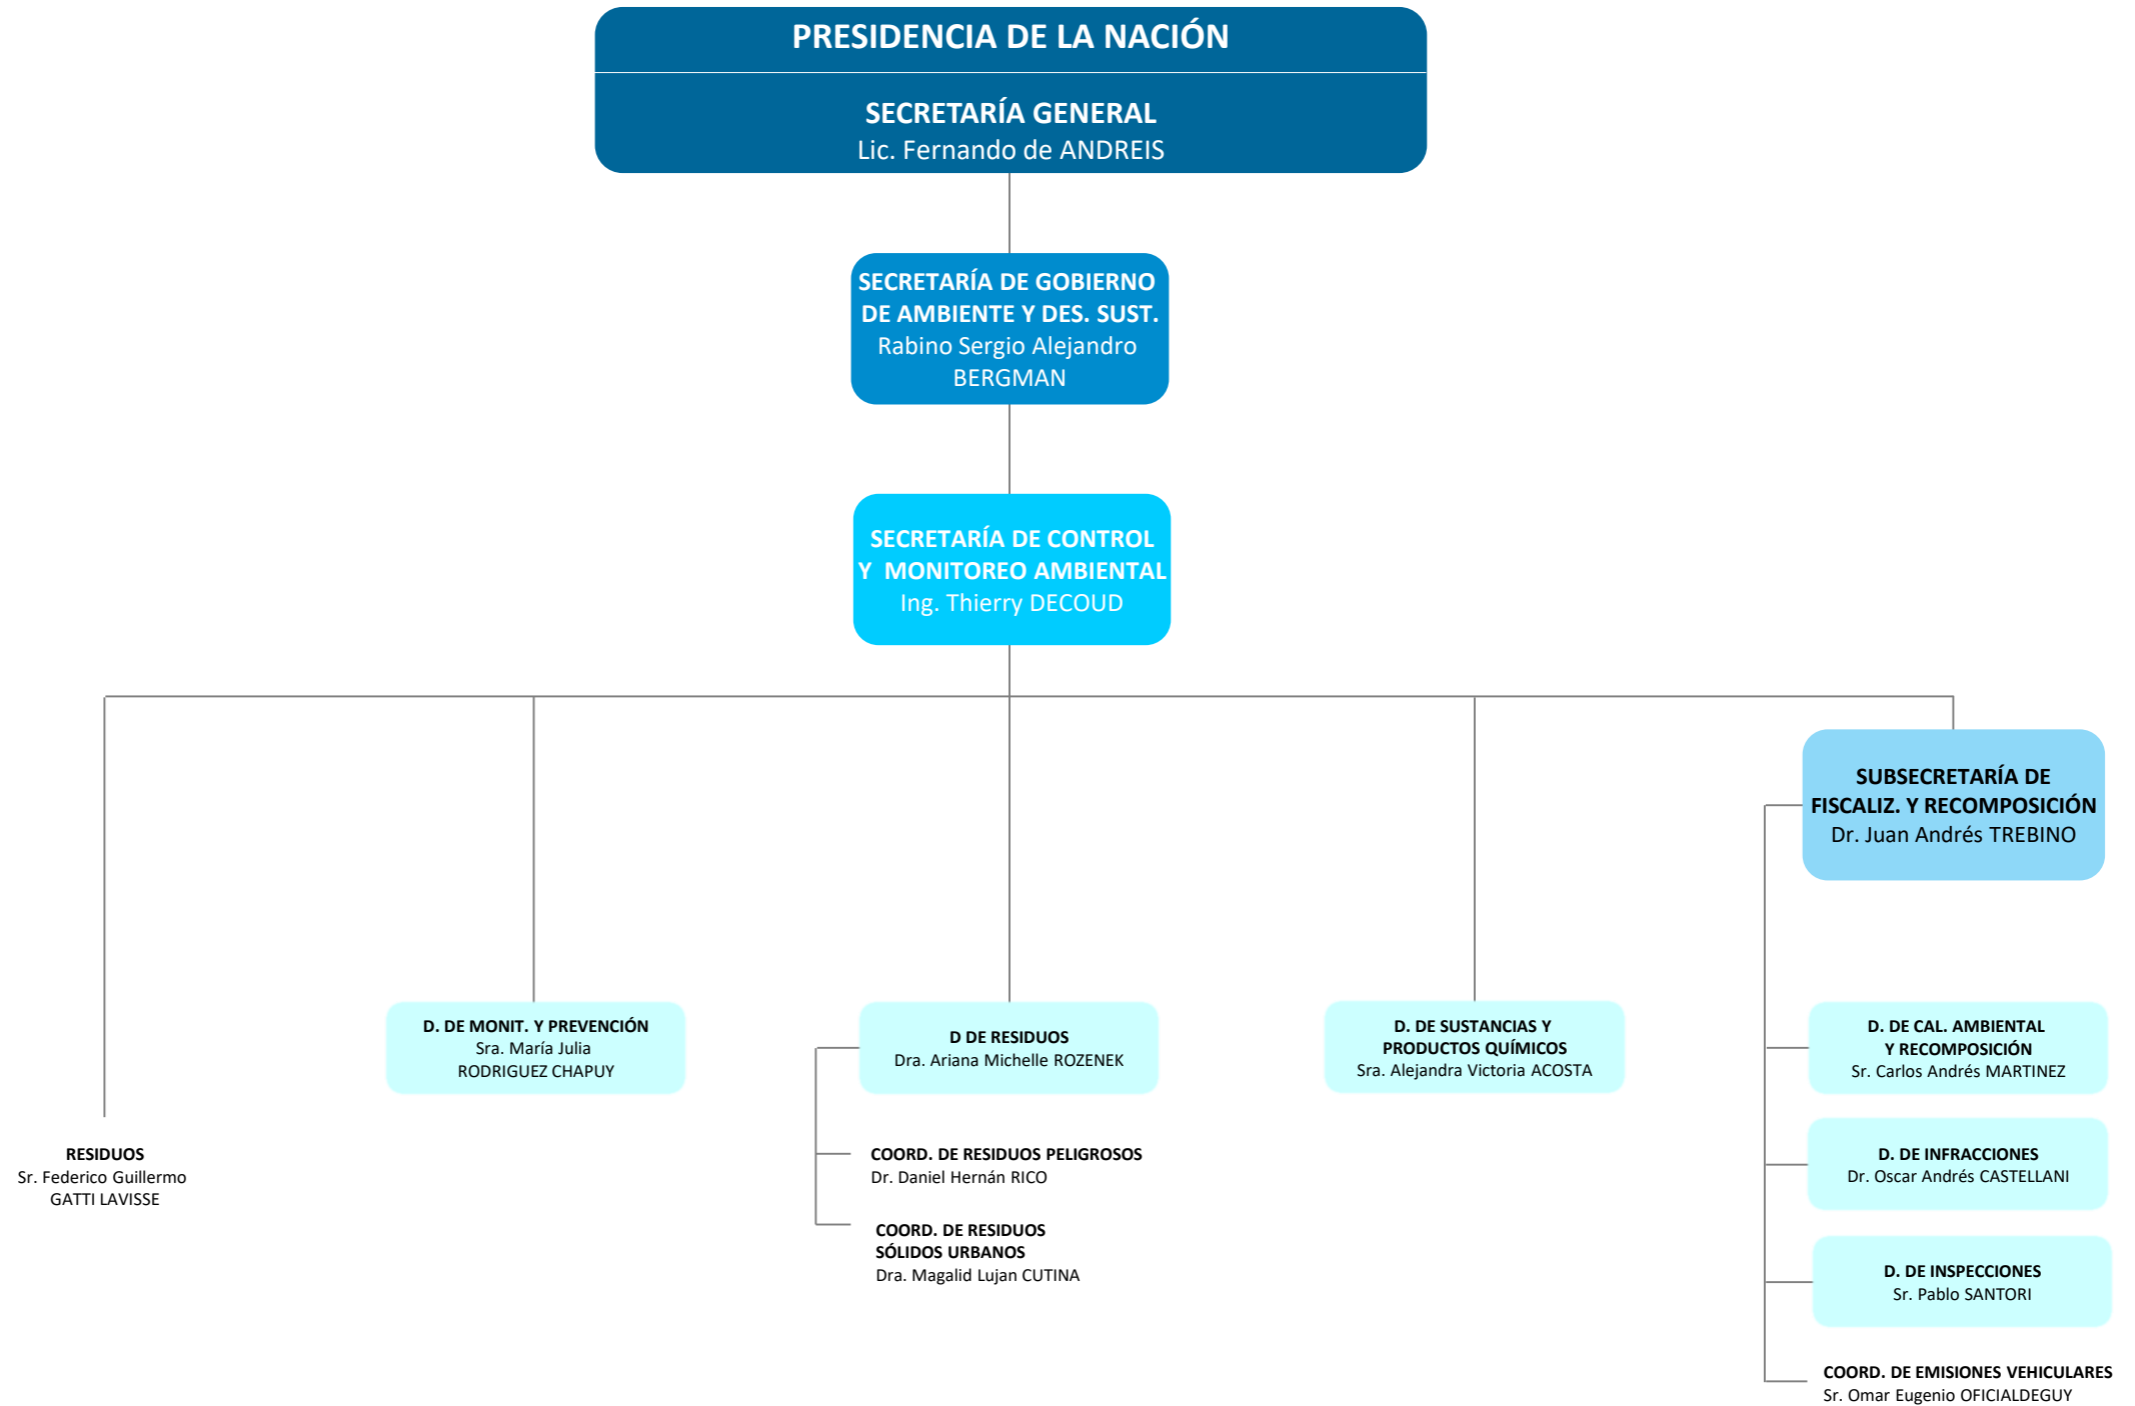 PRESIDENCIA DE LA NACIÓN
SECRETARÍA GENERAL
Lic. Fernando de ANDREIS
SECRETARÍA DE GOBIERNO
DE AMBIENTE Y DES. SUST.
Rabino Sergio Alejandro
BERGMAN
SECRETARÍA DE CONTROL
Y MONITOREO AMBIENTAL
Ing. Thierry DECOUD
SUBSECRETARÍA DE
FISCALIZ. Y RECOMPOSICIÓN
Dr. Juan Andrés TREBINO
RESIDUOS
Sr. Federico Guillermo
GATTI LAVISSE
D. DE MONIT. Y PREVENCIÓN
Sra. María Julia
RODRIGUEZ CHAPUY
D DE RESIDUOS
Dra. Ariana Michelle ROZENEK
COORD. DE RESIDUOS PELIGROSOS
Dr. Daniel Hernán RICO
COORD. DE RESIDUOS
SÓLIDOS URBANOS
Dra. Magalid Lujan CUTINA
D. DE SUSTANCIAS Y
PRODUCTOS QUÍMICOS
Sra. Alejandra Victoria ACOSTA
D. DE CAL. AMBIENTAL
Y RECOMPOSICIÓN
Sr. Carlos Andrés MARTINEZ
D. DE INFRACCIONES
Dr. Oscar Andrés CASTELLANI
D. DE INSPECCIONES
Sr. Pablo SANTORI
COORD. DE EMISIONES VEHICULARES
Sr. Omar Eugenio OFICIALDEGUY